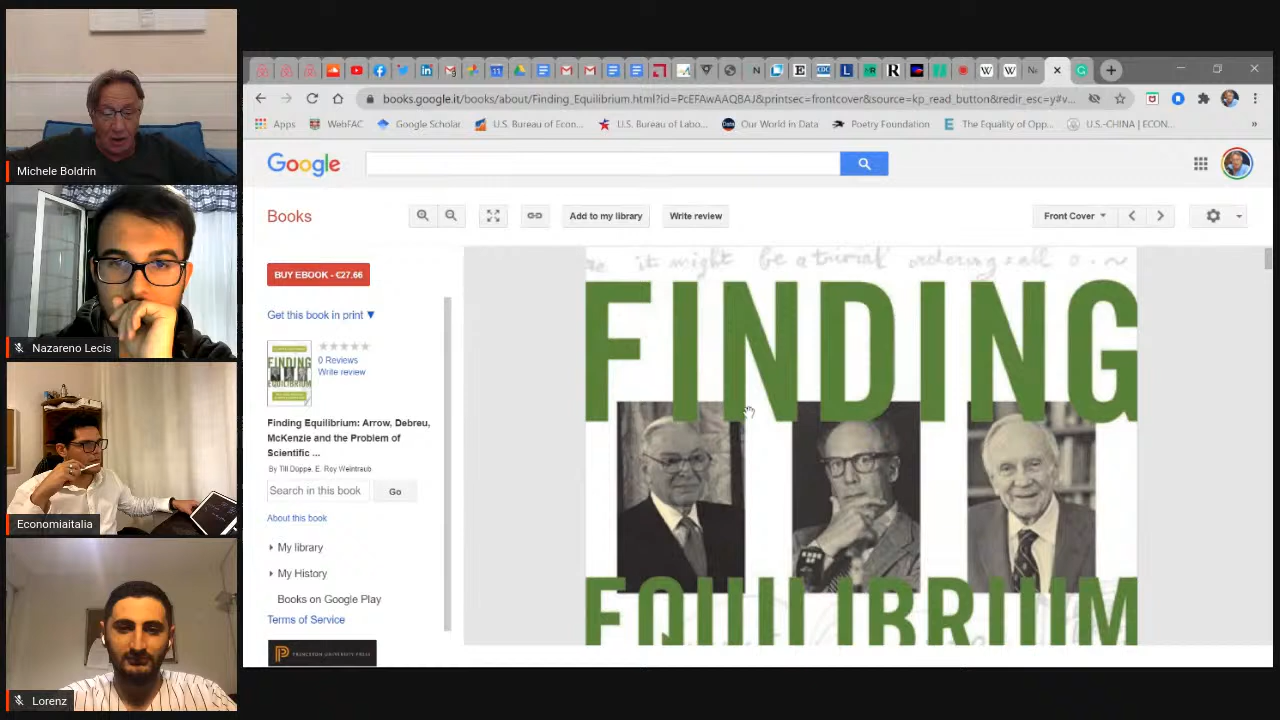 Michele Boldrin
Nazareno Lecis
Economiaitalia
Lorenz
books.google.it/books/about/Finding_Equilibrium.html?id=PcEFAwAAQBAJ&printsec=frontcover&source=kp_read_button&redir_esc=y#v...
Apps
WebFAC
Google Scholar
U.S. Bureau of Econ...
U.S. Bureau of Labo...
Our World in Data
Poetry Foundation
The Equality of Opp...
U.S.-CHINA | ECON...
»
Google
Books
Add to my library
Write review
Front Cover
BUY EBOOK - €27.66
Get this book in print ▼
0 Reviews
Write review
FINDING
EQUILIBRIUM
Finding Equilibrium: Arrow, Debreu,
McKenzie and the Problem of
Scientific ...
By Till Düppe, E. Roy Weintraub
Search in this book
Go
About this book
My library
My History
Books on Google Play
Terms of Service
PRINCETON UNIVERSITY PRESS
it might be a trivial ordering
FINDING
EQUILIBRIUM